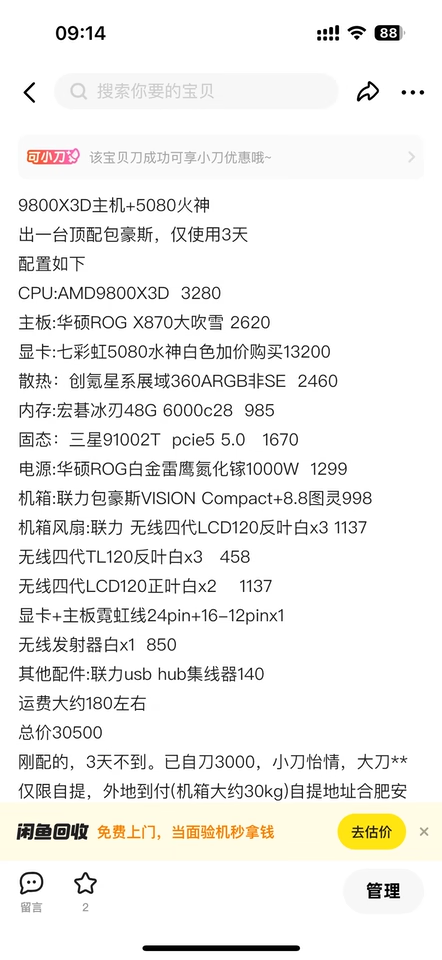 09:14
88
搜索你要的宝贝
可小刀
该宝贝刀成功可享小刀优惠哦~
9800X3D主机+5080火神
出一台顶配包豪斯，仅使用3天
配置如下
CPU:AMD9800X3D 3280
主板:华硕ROG X870大吹雪 2620
显卡:七彩虹5080水神白色加价购买13200
散热：创氪星系展域360ARGB非SE 2460
内存:宏碁冰刃48G 6000c28 985
固态：三星91002T pcie5 5.0 1670
电源:华硕ROG白金雷鹰氮化镓1000W 1299
机箱:联力包豪斯VISION Compact+8.8图灵998
机箱风扇:联力 无线四代LCD120反叶白x3 1137
无线四代TL120反叶白x3 458
无线四代LCD120正叶白x2 1137
显卡+主板霓虹线24pin+16-12pinx1
无线发射器白x1 850
其他配件:联力usb hub集线器140
运费大约180左右
总价30500
刚配的，3天不到。已自刀3000，小刀怡情，大刀**
仅限自提，外地到付(机箱大约30kg)自提地址合肥安
闲鱼回收 免费上门，当面验机秒拿钱 去估价
留言
2
管理